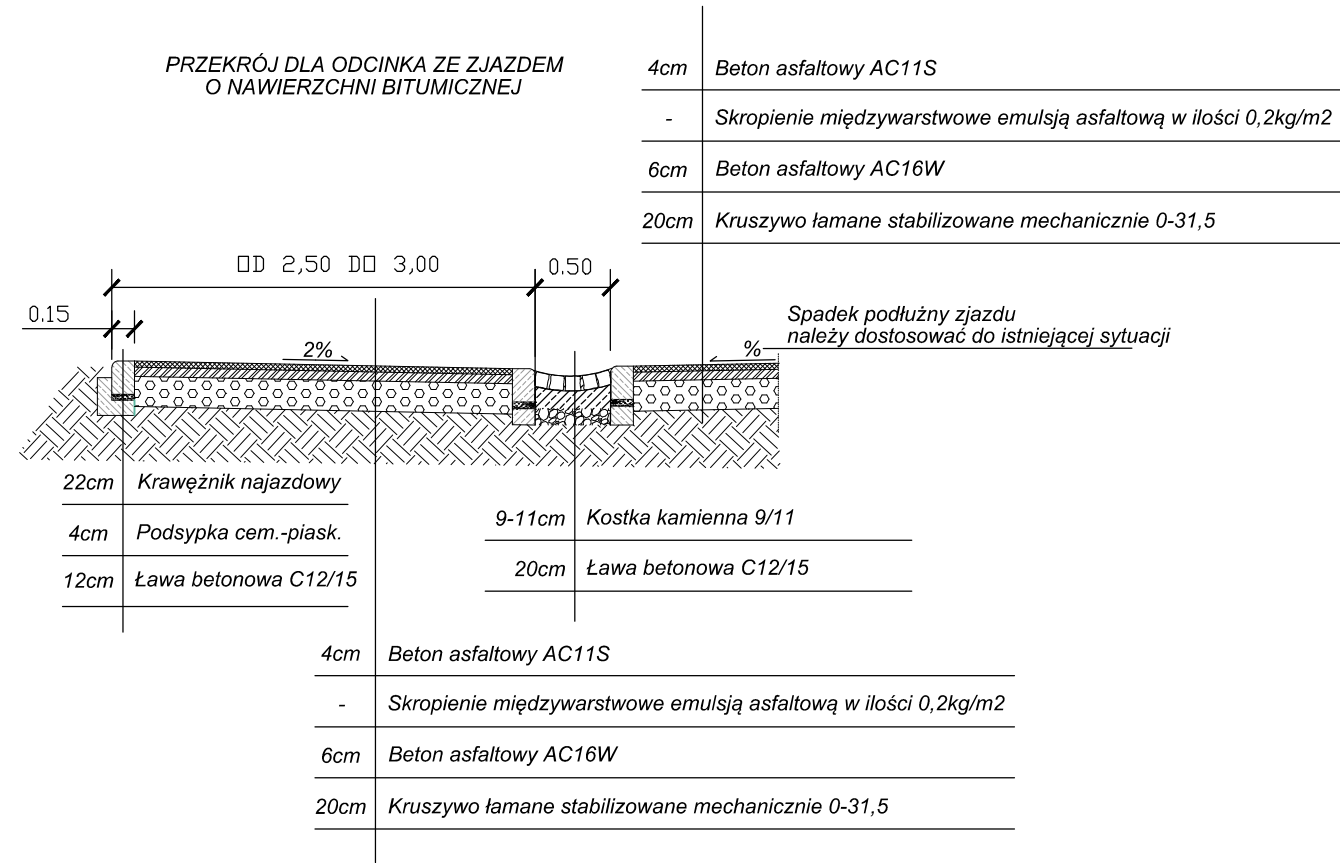 PRZEKRÓJ DLA ODCINKA ZE ZJAZDEM
O NAWIERZCHNI BITUMICZNEJ
4cm Beton asfaltowy AC11S
- Skropienie międzywarstwowe emulsją asfaltową w ilości 0,2kg/m2
6cm Beton asfaltowy AC16W
20cm Kruszywo łamane stabilizowane mechanicznie 0-31,5
OD 2,50 DO 3,00
0.50
0.15
Spadek podłużny zjazdu
należy dostosować do istniejącej sytuacji
2%
%
22cm Krawężnik najazdowy
4cm Podsypka cem.-piask.
12cm Ława betonowa C12/15
9-11cm Kostka kamienna 9/11
20cm Ława betonowa C12/15
4cm Beton asfaltowy AC11S
- Skropienie międzywarstwowe emulsją asfaltową w ilości 0,2kg/m2
6cm Beton asfaltowy AC16W
20cm Kruszywo łamane stabilizowane mechanicznie 0-31,5